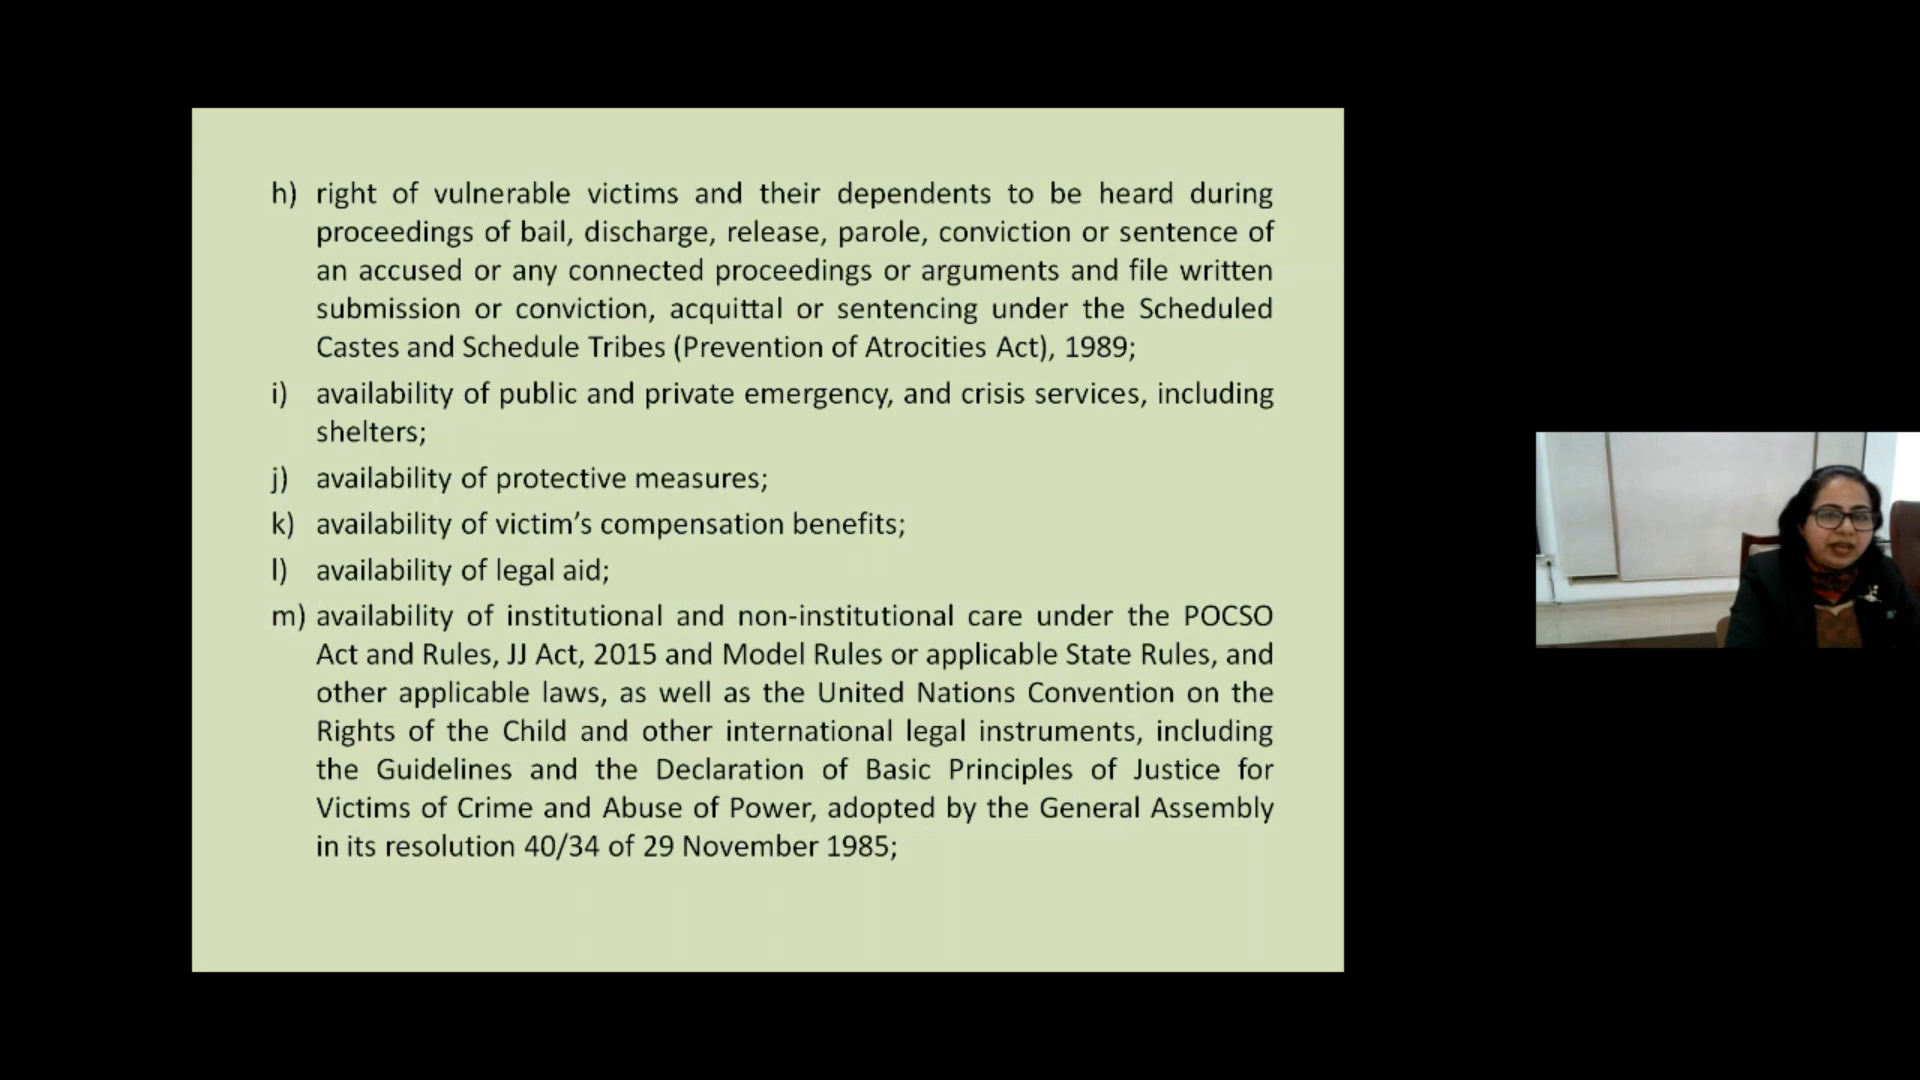 h) right of vulnerable victims and their dependents to be heard during
proceedings of bail, discharge, release, parole, conviction or sentence of
an accused or any connected proceedings or arguments and file written
submission or conviction, acquittal or sentencing under the Scheduled
Castes and Schedule Tribes (Prevention of Atrocities Act), 1989;
i) availability of public and private emergency, and crisis services, including
shelters;
j) availability of protective measures;
k) availability of victim’s compensation benefits;
l) availability of legal aid;
m) availability of institutional and non-institutional care under the POCSO
Act and Rules, JJ Act, 2015 and Model Rules or applicable State Rules, and
other applicable laws, as well as the United Nations Convention on the
Rights of the Child and other international legal instruments, including
the Guidelines and the Declaration of Basic Principles of Justice for
Victims of Crime and Abuse of Power, adopted by the General Assembly
in its resolution 40/34 of 29 November 1985;